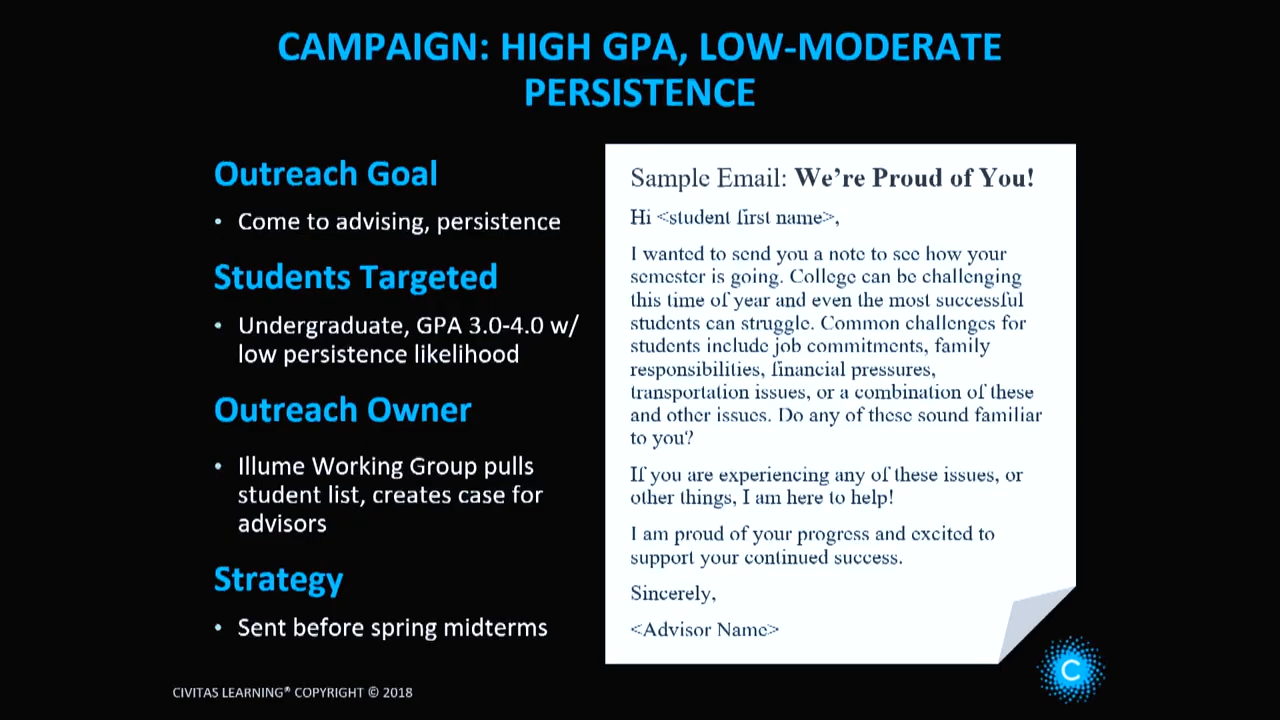 CAMPAIGN: HIGH GPA, LOW-MODERATE
PERSISTENCE
Outreach Goal
• Come to advising, persistence
Students Targeted
• Undergraduate, GPA 3.0-4.0 w/
low persistence likelihood
Outreach Owner
• Illume Working Group pulls
student list, creates case for
advisors
Strategy
• Sent before spring midterms
Sample Email: We're Proud of You!
Hi <student first name>,
I wanted to send you a note to see how your
semester is going. College can be challenging
this time of year and even the most successful
students can struggle. Common challenges for
students include job commitments, family
responsibilities, financial pressures,
transportation issues, or a combination of these
and other issues. Do any of these sound familiar
to you?
If you are experiencing any of these issues, or
other things, I am here to help!
I am proud of your progress and excited to
support your continued success.
Sincerely,
<Advisor Name>
C
CIVITAS LEARNING® COPYRIGHT © 2018